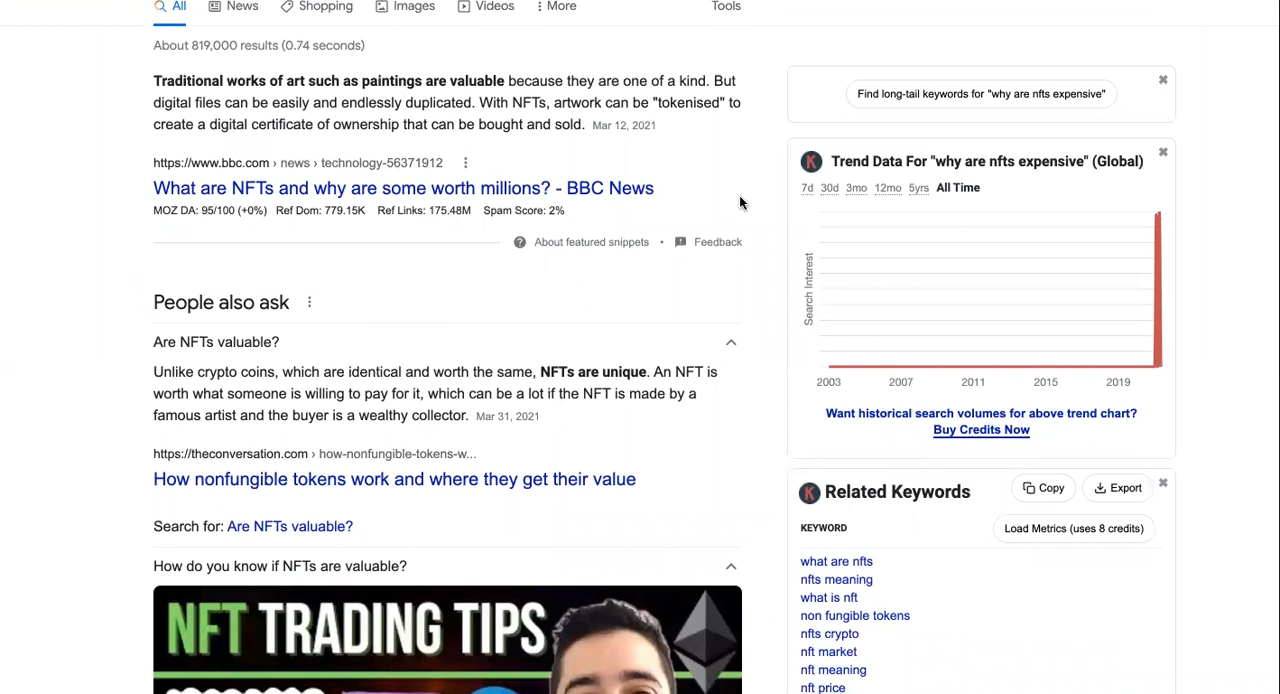 All News Shopping Images Videos More Tools
About 819,000 results (0.74 seconds)
Traditional works of art such as paintings are valuable because they are one of a kind. But
digital files can be easily and endlessly duplicated. With NFTs, artwork can be "tokenised" to
create a digital certificate of ownership that can be bought and sold. Mar 12, 2021
https://www.bbc.com › news › technology-56371912
What are NFTs and why are some worth millions? - BBC News
MOZ DA: 95/100 (+0%) Ref Dom: 779.15K Ref Links: 175.48M Spam Score: 2%
About featured snippets • Feedback
People also ask
Are NFTs valuable?
Unlike crypto coins, which are identical and worth the same, NFTs are unique. An NFT is
worth what someone is willing to pay for it, which can be a lot if the NFT is made by a
famous artist and the buyer is a wealthy collector. Mar 31, 2021
https://theconversation.com › how-nonfungible-tokens-w...
How nonfungible tokens work and where they get their value
Search for: Are NFTs valuable?
How do you know if NFTs are valuable?
NFT TRADING TIPS
Find long-tail keywords for "why are nfts expensive"
K Trend Data For "why are nfts expensive" (Global)
7d 30d 3mo 12mo 5yrs All Time
Search Interest
2003 2007 2011 2015 2019
Want historical search volumes for above trend chart?
Buy Credits Now
K Related Keywords Copy Export
KEYWORD Load Metrics (uses 8 credits)
what are nfts
nfts meaning
what is nft
non fungible tokens
nfts crypto
nft market
nft meaning
nft price